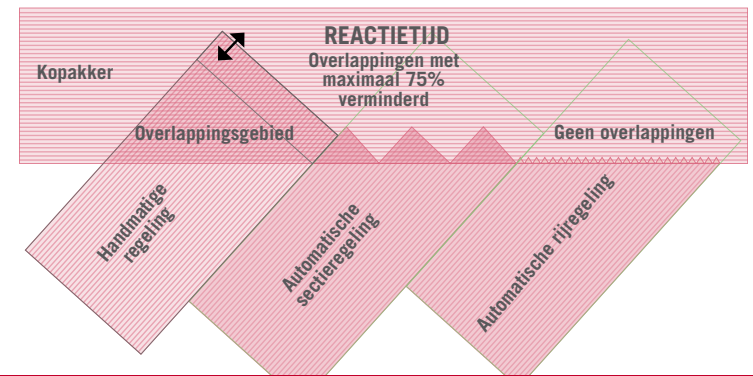 REACTIETIJD
Overlappingen met
maximaal 75%
verminderd
Kopakker
Overlappingsgebied
Geen overlappingen
Handmatige
regeling
Automatische
sectieregeling
Automatische rijregeling